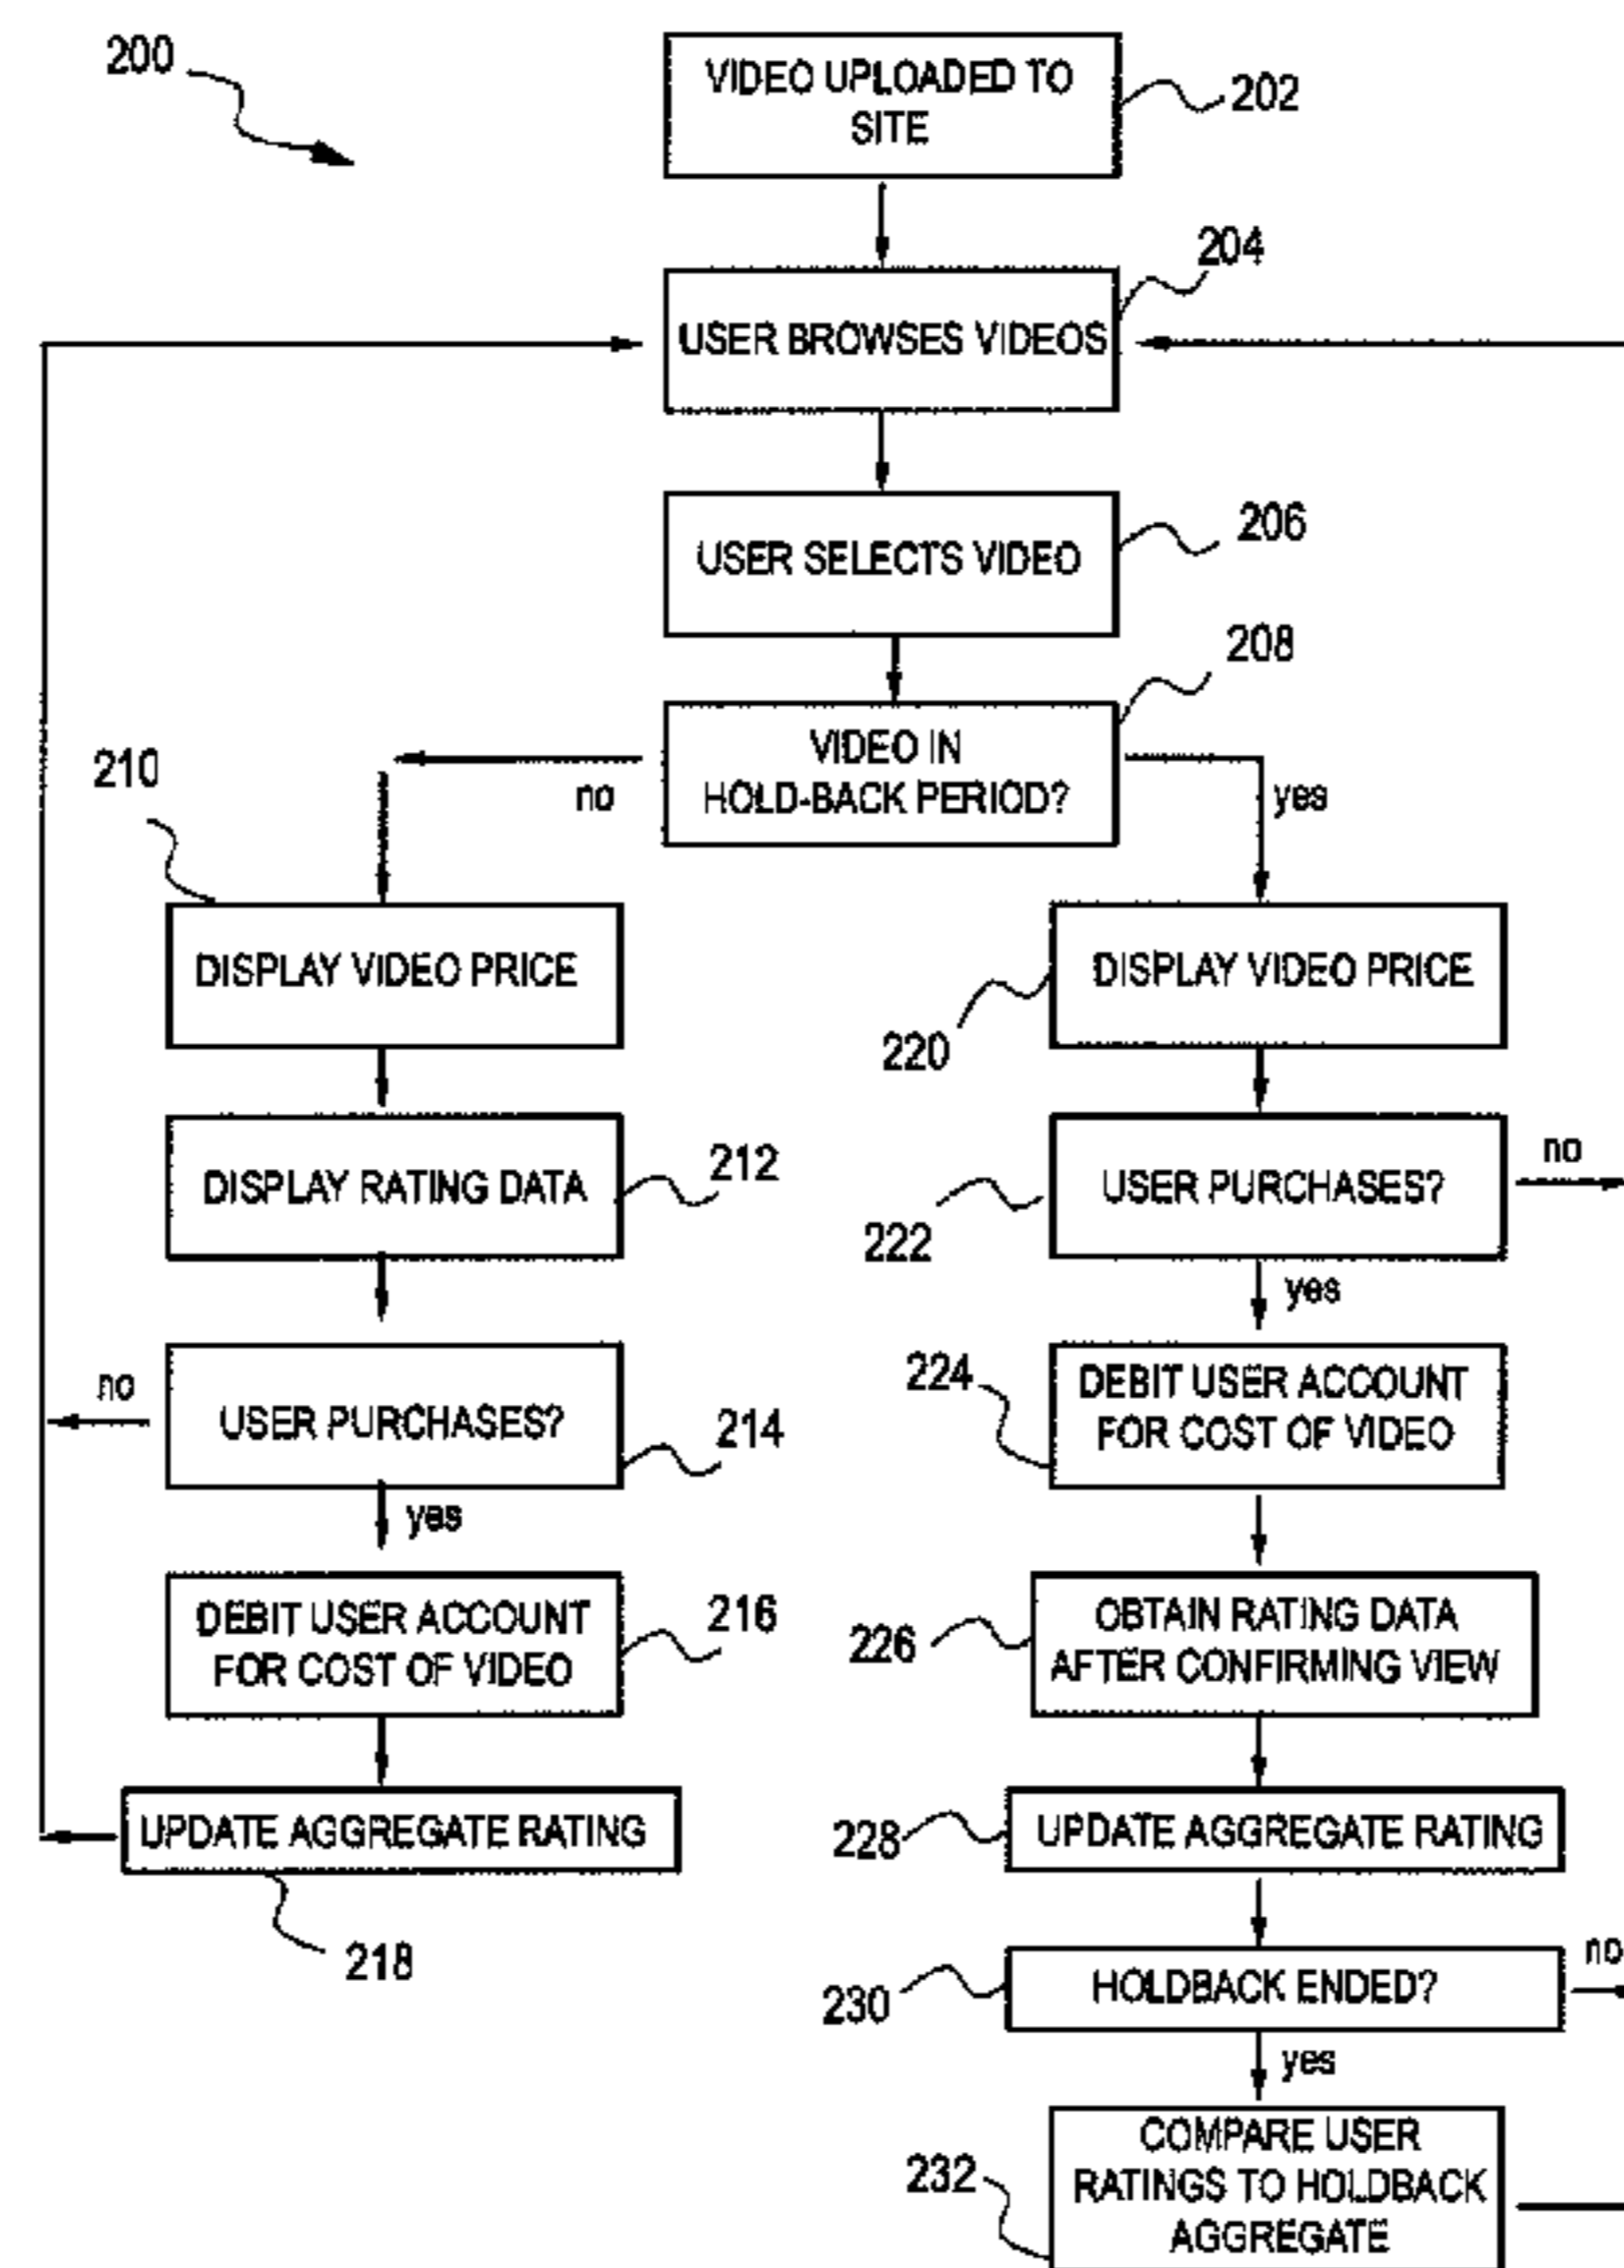 200
VIDEO UPLOADED TO
SITE
202
204
USER BROWSES VIDEOS
206
USER SELECTS VIDEO
208
VIDEO IN
HOLD-BACK PERIOD?
no
yes
210
DISPLAY VIDEO PRICE
DISPLAY VIDEO PRICE
220
DISPLAY RATING DATA
212
USER PURCHASES?
no
222
yes
no
USER PURCHASES?
214
yes
224
DEBIT USER ACCOUNT
FOR COST OF VIDEO
DEBIT USER ACCOUNT
FOR COST OF VIDEO
216
226
OBTAIN RATING DATA
AFTER CONFIRMING VIEW
UPDATE AGGREGATE RATING
218
228
UPDATE AGGREGATE RATING
230
HOLDBACK ENDED?
no
yes
232
COMPARE USER
RATINGS TO HOLDBACK
AGGREGATE